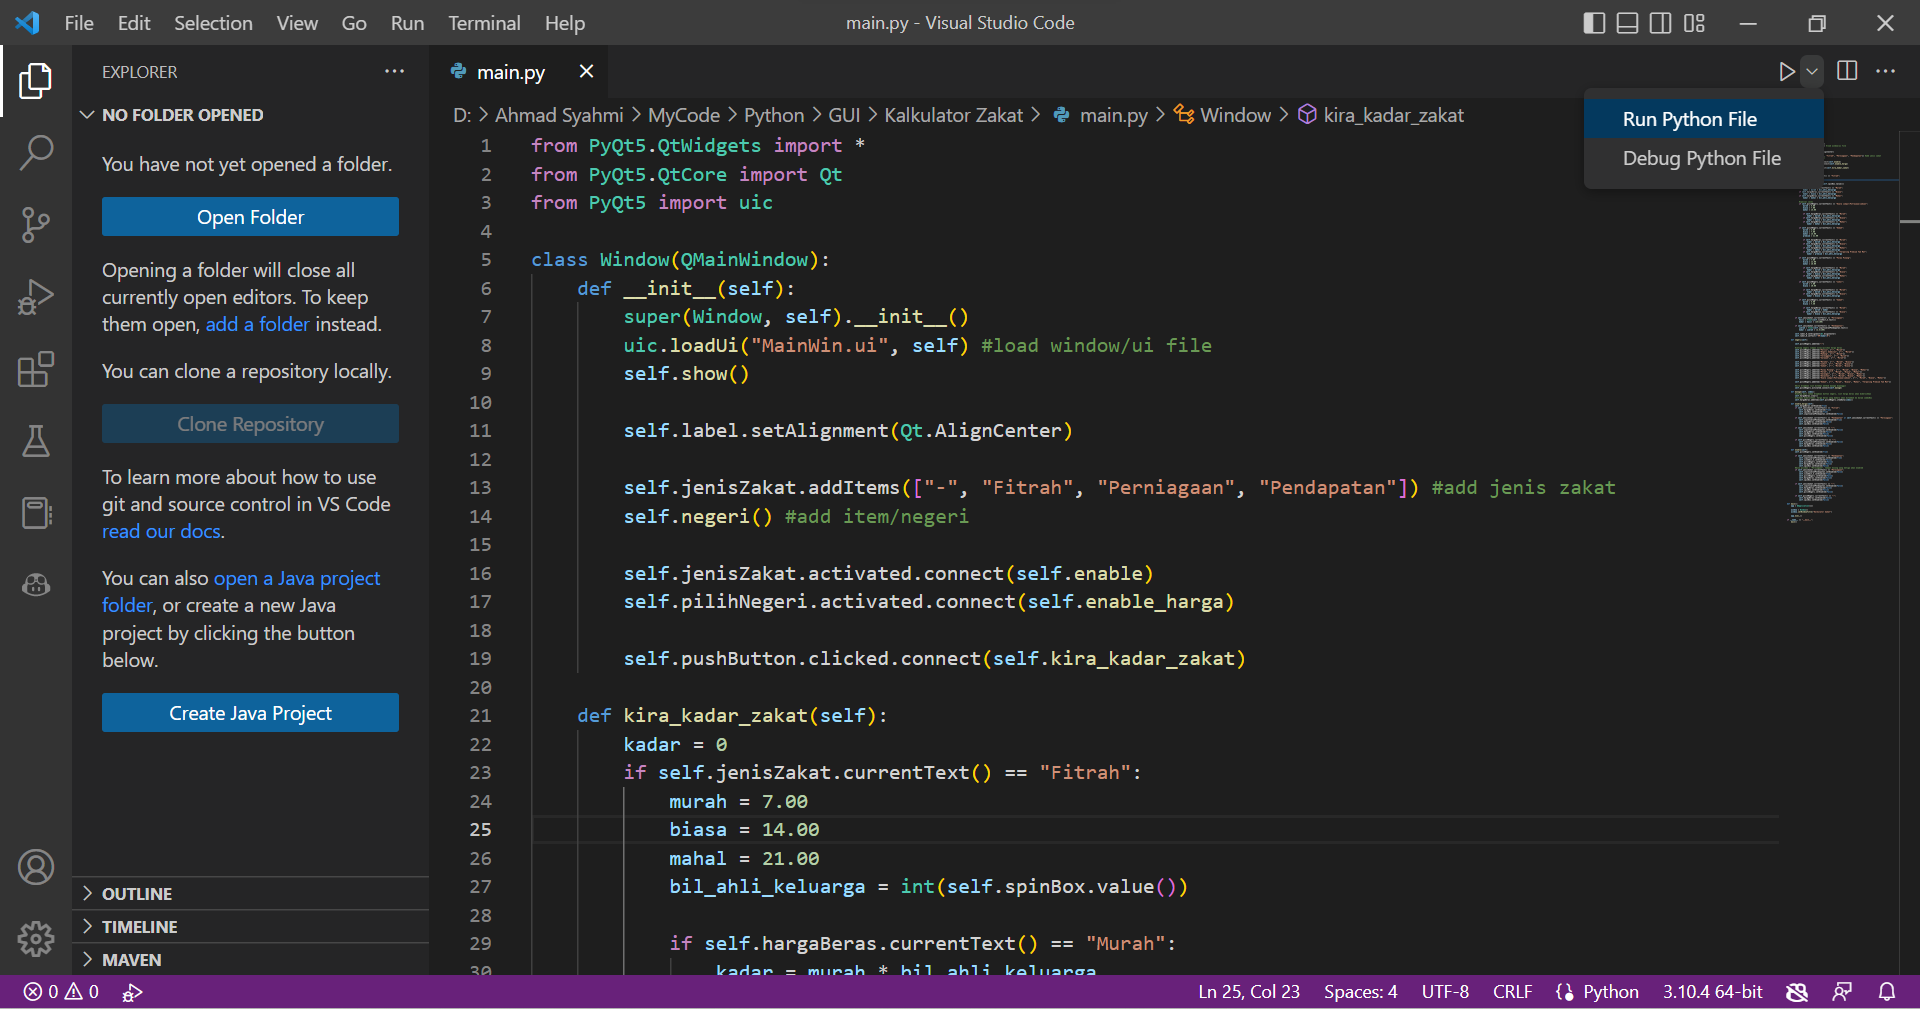 File Edit Selection View Go Run Terminal Help
main.py - Visual Studio Code
EXPLORER
NO FOLDER OPENED
You have not yet opened a folder.
Open Folder
Opening a folder will close all
currently open editors. To keep
them open, add a folder instead.
You can clone a repository locally.
Clone Repository
To learn more about how to use
git and source control in VS Code
read our docs.
You can also open a Java project
folder, or create a new Java
project by clicking the button
below.
Create Java Project
OUTLINE
TIMELINE
MAVEN
main.py
D: > Ahmad Syahmi > MyCode > Python > GUI > Kalkulator Zakat > main.py > Window > kira_kadar_zakat
Run Python File
Debug Python File
1 from PyQt5.QtWidgets import *
2 from PyQt5.QtCore import Qt
3 from PyQt5 import uic
4
5 class Window(QMainWindow):
6 def __init__(self):
7 super(Window, self).__init__()
8 uic.loadUi("MainWin.ui", self) #load window/ui file
9 self.show()
10
11 self.label.setAlignment(Qt.AlignCenter)
12
13 self.jenisZakat.addItems(["-", "Fitrah", "Perniagaan", "Pendapatan"]) #add jenis zakat
14 self.negeri() #add item/negeri
15
16 self.jenisZakat.activated.connect(self.enable)
17 self.pilihNegeri.activated.connect(self.enable_harga)
18
19 self.pushButton.clicked.connect(self.kira_kadar_zakat)
20
21 def kira_kadar_zakat(self):
22 kadar = 0
23 if self.jenisZakat.currentText() == "Fitrah":
24 murah = 7.00
25 biasa = 14.00
26 mahal = 21.00
27 bil_ahli_keluarga = int(self.spinBox.value())
28
29 if self.hargaBeras.currentText() == "Murah":
30 kadar = murah * bil_ahli_keluarga
0 0
Ln 25, Col 23 Spaces: 4 UTF-8 CRLF Python 3.10.4 64-bit